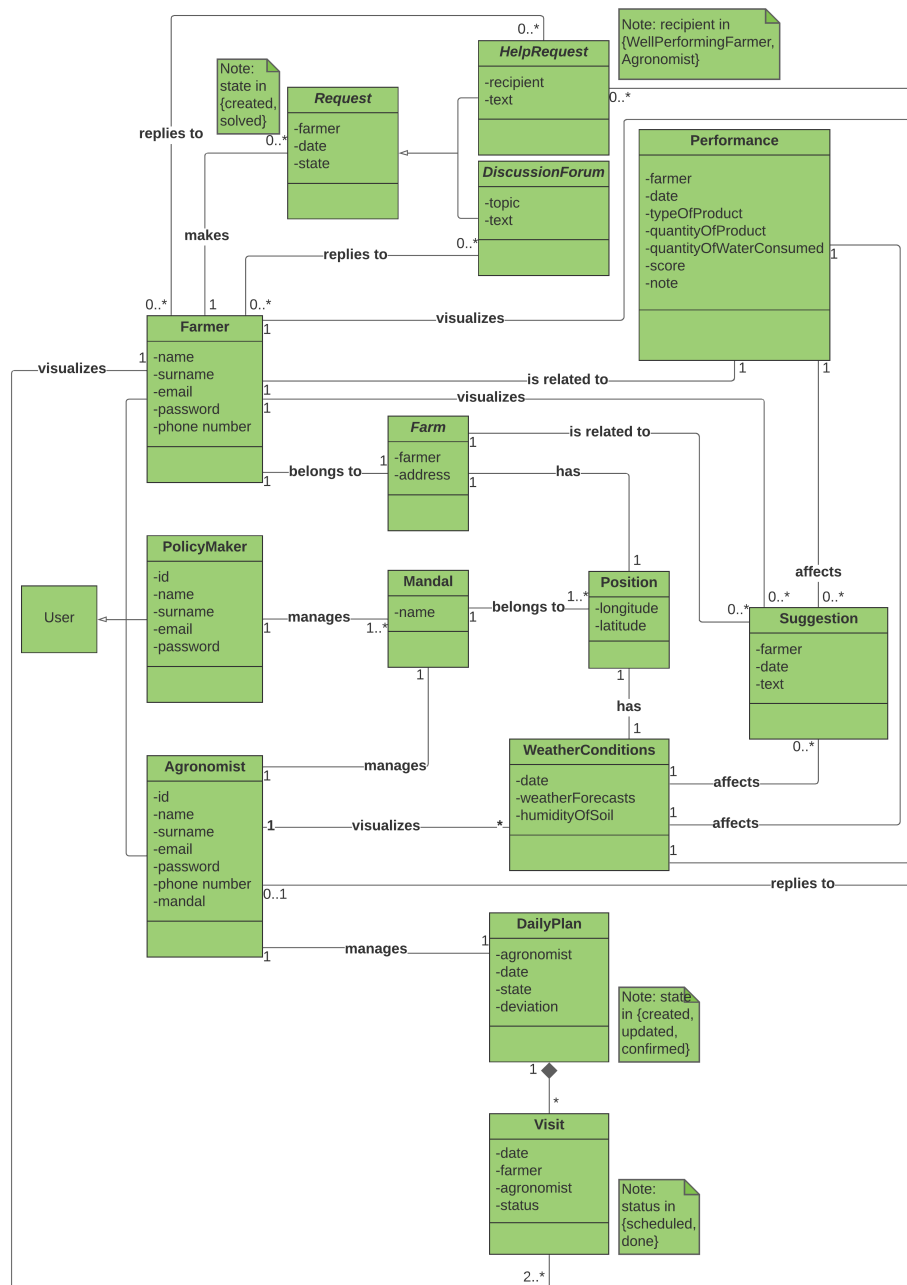 0..*
HelpRequest
-recipient
-text
Note: recipient in
{WellPerformingFarmer,
Agronomist}
0..*
Note:
state in
{created,
solved}
Request
-farmer
-date
-state
0..*
replies to
DiscussionForum
-topic
-text
0..*
Performance
-farmer
-date
-typeOfProduct
-quantityOfProduct
-quantityOfWaterConsumed
-score
-note
1
makes
replies to
0..*
1
0..*
visualizes
Farmer
-name
-surname
-email
-password
-phone number
1
1
visualizes
1
1
1
is related to
1
1
visualizes
Farm
-farmer
-address
1
1
1
is related to
belongs to
has
PolicyMaker
-id
-name
-surname
-email
-password
1
manages
1..*
User
Mandal
-name
1
belongs to
1..*
1
Position
-longitude
-latitude
1
1
affects
0..*
0..*
0..*
Suggestion
-farmer
-date
-text
0..*
has
1
manages
Agronomist
-id
-name
-surname
-email
-password
-phone number
-mandal
1
1
visualizes
*
WeatherConditions
-date
-weatherForecasts
-humidityOfSoil
1
affects
1
affects
1
0..1
replies to
1
manages
1
DailyPlan
-agronomist
-date
-state
-deviation
Note: state
in {created,
updated,
confirmed}
1
*
Visit
-date
-farmer
-agronomist
-status
Note:
status in
{scheduled,
done}
2..*